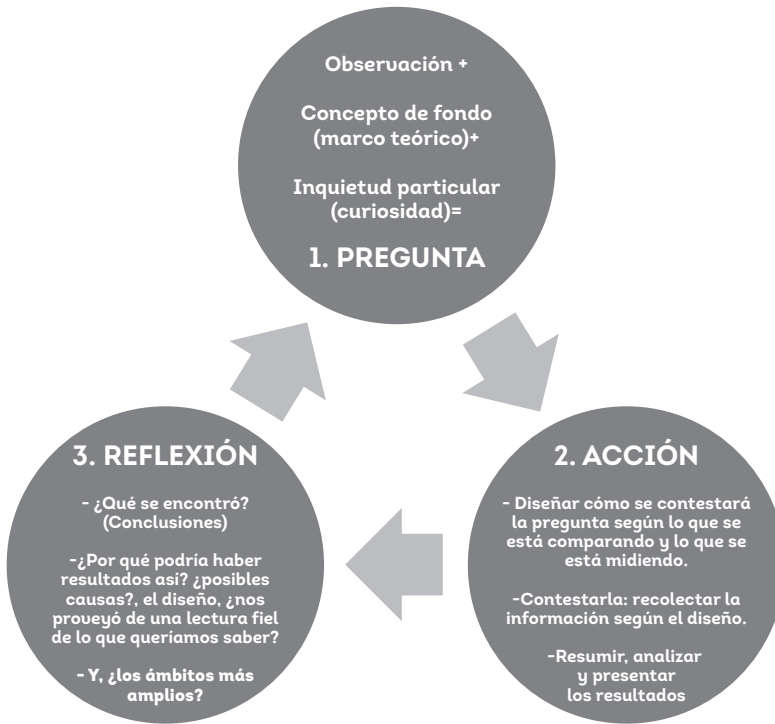 Observación +
Concepto de fondo
(marco teórico)+
Inquietud particular
(curiosidad)=
1. PREGUNTA
2. ACCIÓN
- Diseñar cómo se contestará
la pregunta según lo que se
está comparando y lo que se
está midiendo.
-Contestarla: recolectar la
información según el diseño.
-Resumir, analizar
y presentar
los resultados
3. REFLEXIÓN
- ¿Qué se encontró?
(Conclusiones)
-¿Por qué podría haber
resultados así? ¿posibles
causas?, el diseño, ¿nos
proveyó de una lectura fiel
de lo que queríamos saber?
- Y, ¿los ámbitos más
amplios?